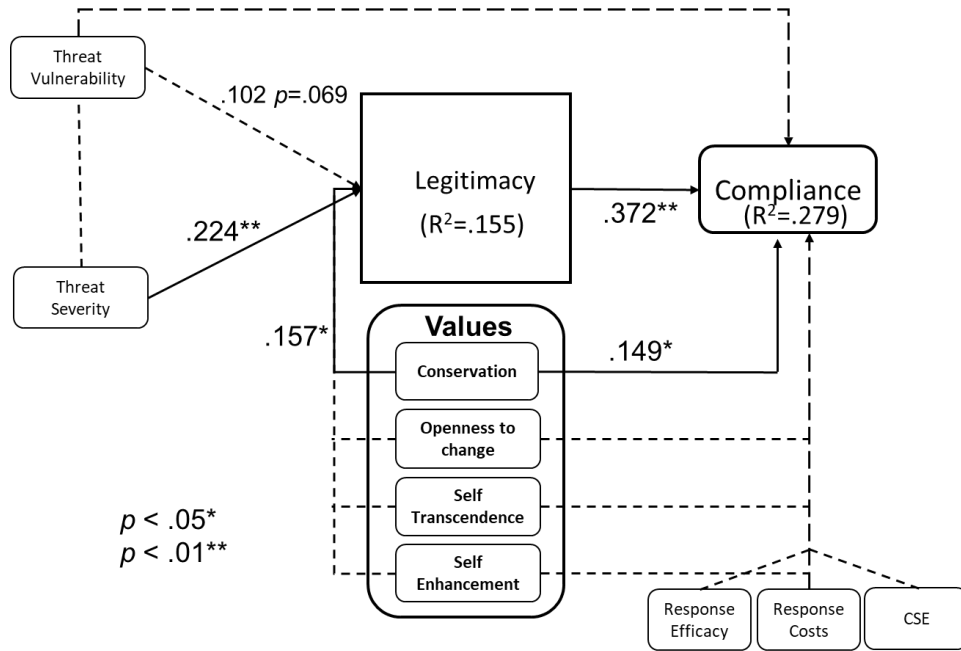 Threat
Vulnerability
.102 p=.069
Legitimacy
(R²=.155)
Compliance
(R²=.279)
.372**
.224**
Threat
Severity
.157*
Values
Conservation
.149*
Openness to
change
Self
Transcendence
Self
Enhancement
p < .05*
p < .01**
Response
Efficacy
Response
Costs
CSE